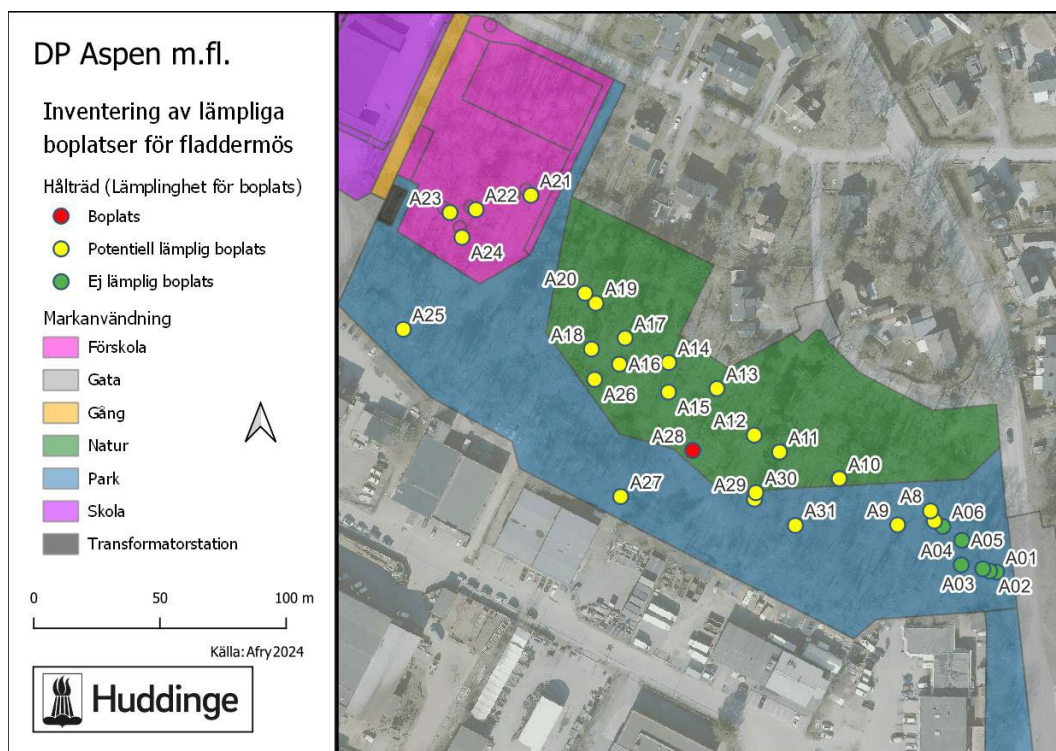 DP Aspen m.fl.
Inventering av lämpliga
boplatser för fladdermös
Hålträd (Lämplinghet för boplats)
Boplats
Potentiell lämplig boplats
Ej lämplig boplats
Markanvändning
Förskola
Gata
Gång
Natur
Park
Skola
Transformatorstation
0 50 100 m
Källa: Afry 2024
Huddinge
A21
A22
A23
A24
A20
A19
A25
A17
A18
A14
A16
A13
A26
A15
A12
A28
A11
A10
A30
A29
A27
A8
A31
A9
A06
A05
A04
A01
A03
A02